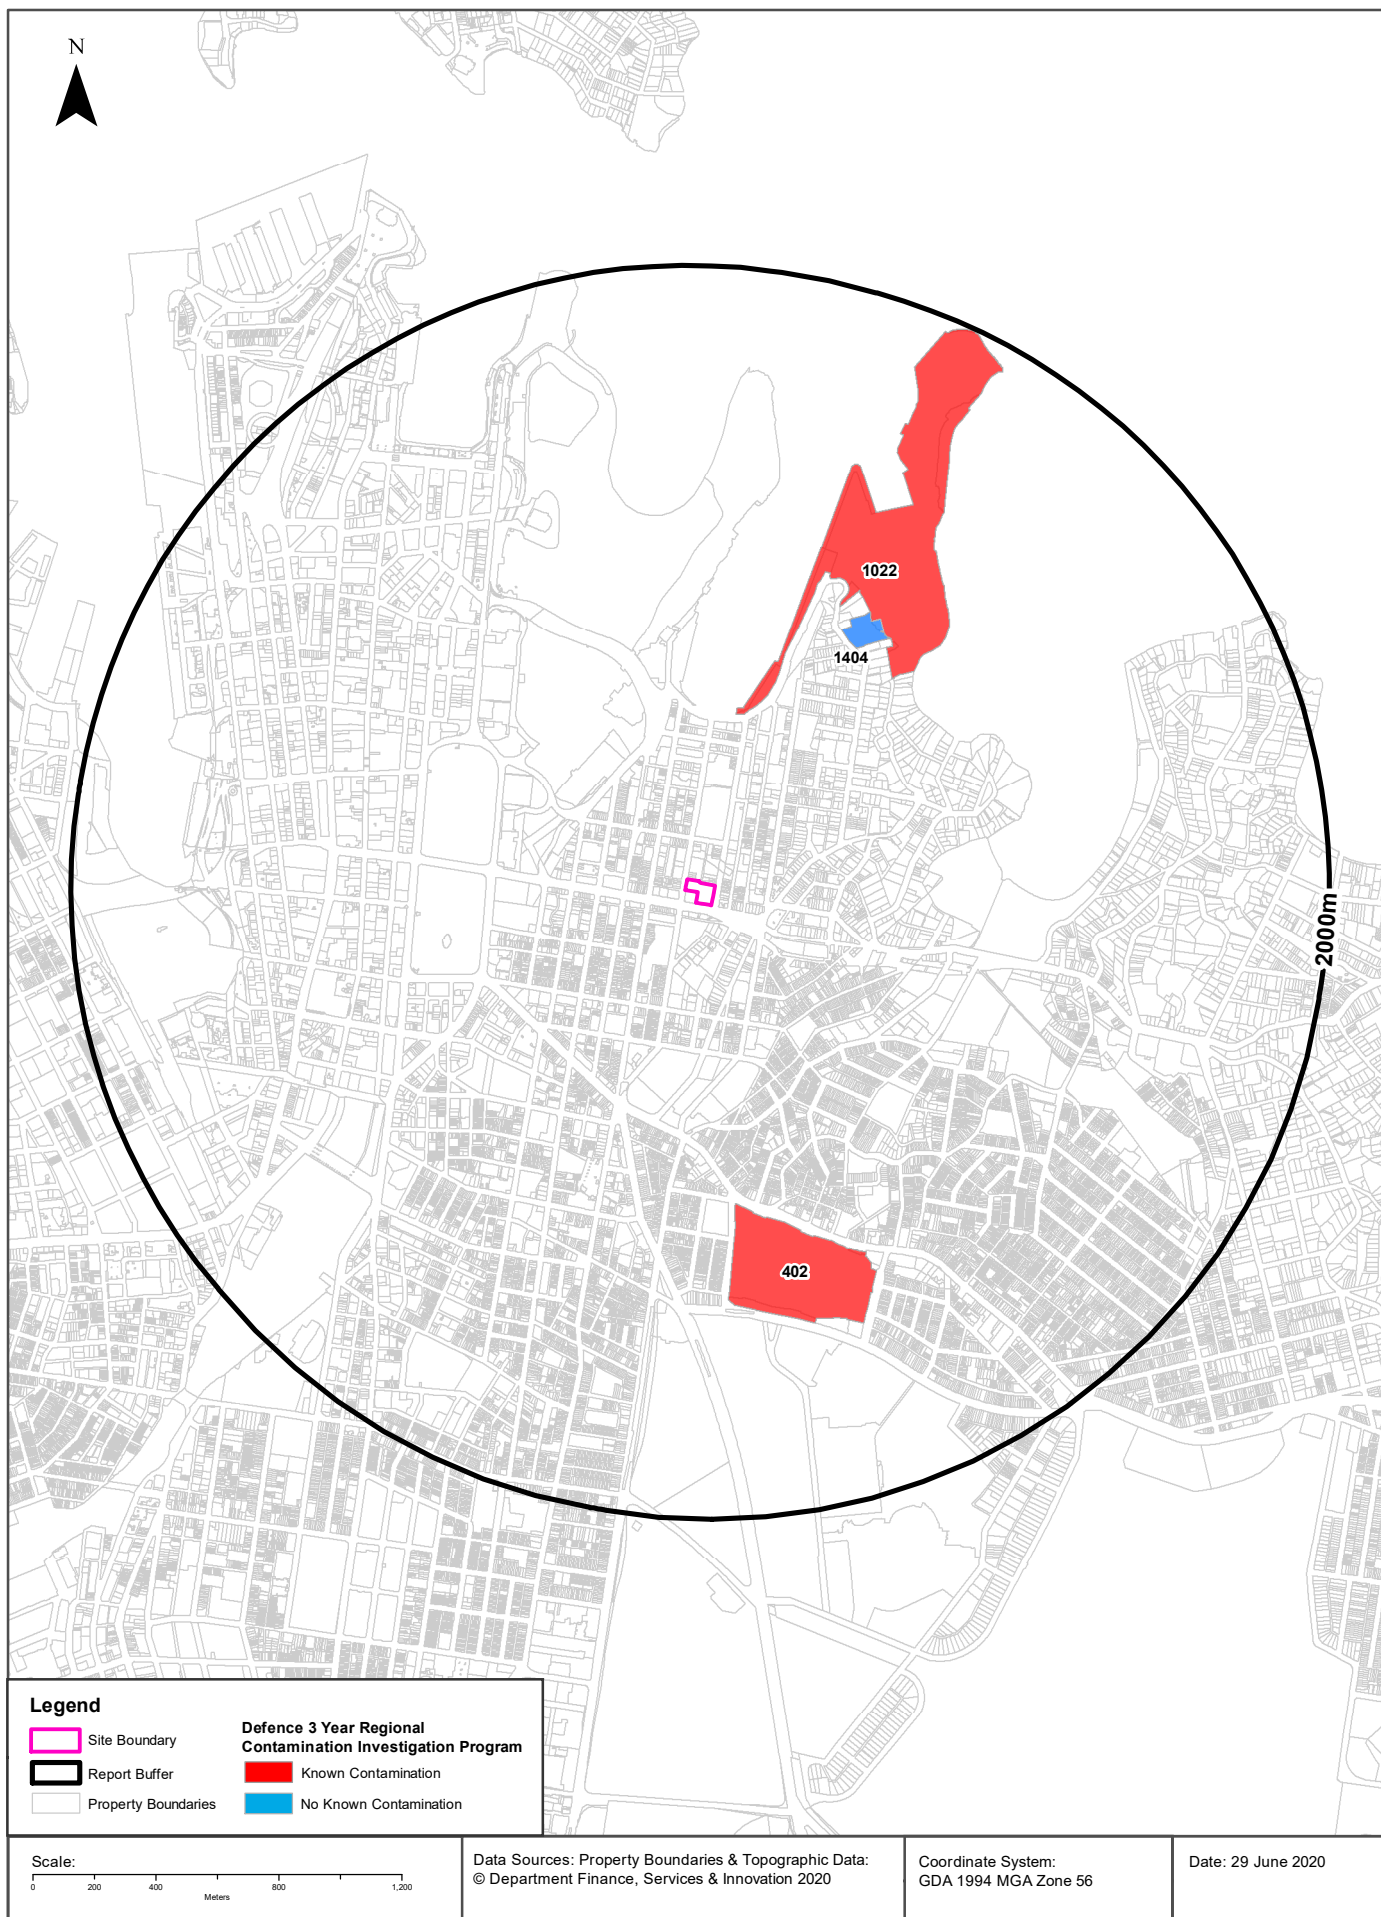 N
1022
1404
2000m
402
Legend
Site Boundary
Report Buffer
Property Boundaries
Defence 3 Year Regional
Contamination Investigation Program
Known Contamination
No Known Contamination
Scale:
0 200 400 800 1,200
Meters
Data Sources: Property Boundaries & Topographic Data:
© Department Finance, Services & Innovation 2020
Coordinate System:
GDA 1994 MGA Zone 56
Date: 29 June 2020